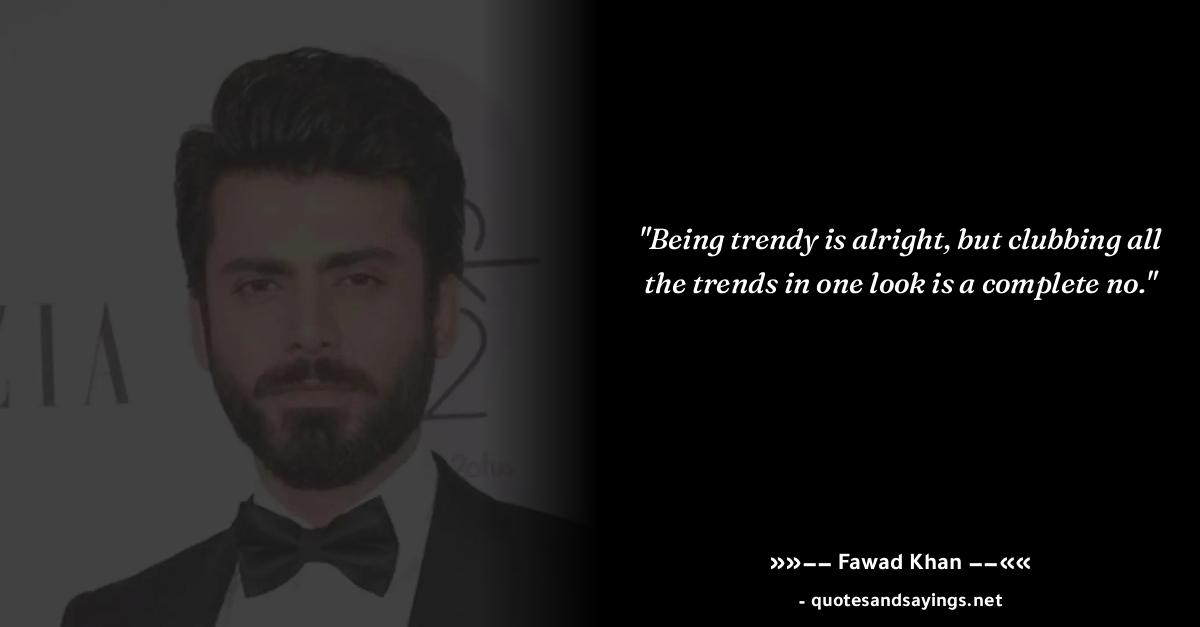 ZIA
"Being trendy is alright, but clubbing all
the trends in one look is a complete no."
»»–– Fawad Khan ––««
- quotesandsayings.net